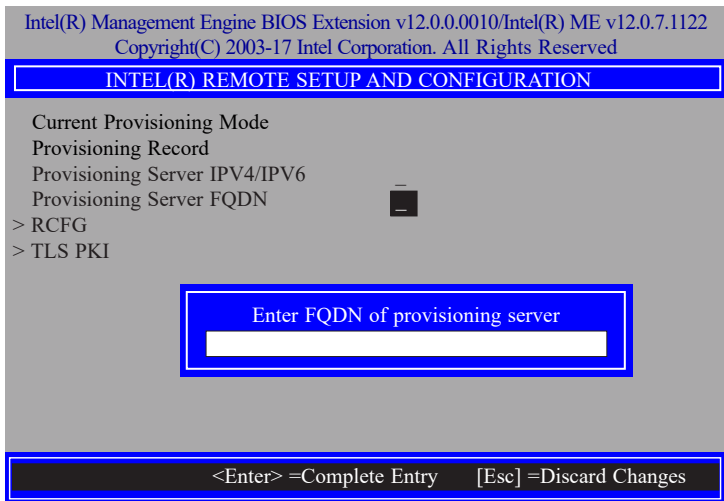 Intel(R) Management Engine BIOS Extension v12.0.0.0010/Intel(R) ME v12.0.7.1122
Copyright(C) 2003-17 Intel Corporation. All Rights Reserved
INTEL(R) REMOTE SETUP AND CONFIGURATION
Current Provisioning Mode
Provisioning Record
Provisioning Server IPV4/IPV6 _
Provisioning Server FQDN _
> RCFG
> TLS PKI
Enter FQDN of provisioning server
<Enter> =Complete Entry [Esc] =Discard Changes